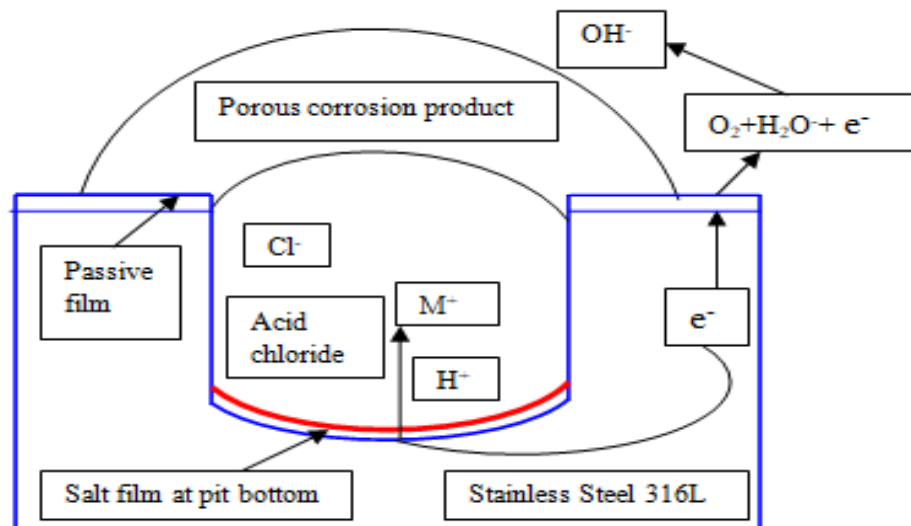 OH⁻
Porous corrosion product
O₂+H₂O⁻+ e⁻
Cl⁻
Passive
film
M⁺
Acid
chloride
e⁻
H⁺
Salt film at pit bottom
Stainless Steel 316L